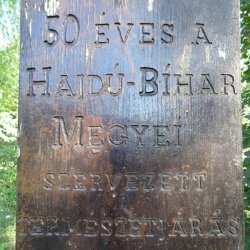 50 ÉVES A
HAJDÚ-BIHAR
MEGYEI
SZERVEZETT
TERMÉSZETJÁRÁS